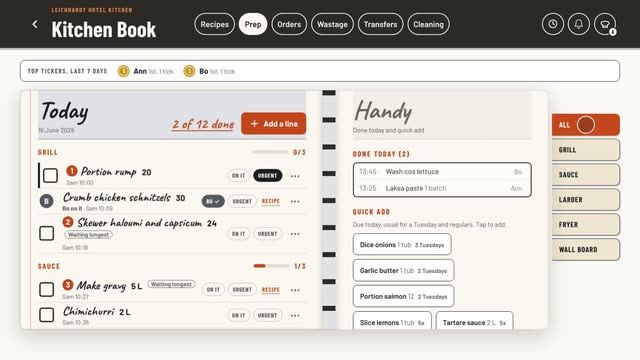 LEICHHARDT HOTEL KITCHEN
Kitchen Book
Recipes
Prep
Orders
Wastage
Transfers
Cleaning
TOP TICKERS, LAST 7 DAYS
1 Ann 1st, 1 tick
1 Bo 1st, 1 tick
Today
16 June 2026
2 of 12 done
+ Add a line
GRILL 0/3
1 Portion rump 20
Sam 10:00
ON IT URGENT ...
B Crumb chicken schnitzels 30
Bo on it · Sam 10:09
BO ✓ URGENT RECIPE
2 Skewer haloumi and capsicum 24
Waiting longest
Sam 10:18
ON IT URGENT ...
SAUCE 1/3
3 Make gravy 5 L Waiting longest
Sam 10:27
ON IT URGENT RECIPE ...
Chimichurri 2 L
Sam 10:36
ON IT URGENT ...
Handy
Done today and quick add
DONE TODAY (2)
13:45 Wash cos lettuce Bo
13:25 Laksa paste 1 batch Ann
QUICK ADD
Due today, usual for a Tuesday and regulars. Tap to add.
Dice onions 1 tub 3 Tuesdays
Garlic butter 1 tub 2 Tuesdays
Portion salmon 12 2 Tuesdays
Slice lemons 1 tub 5x
Tartare sauce 2 L 5x
ALL
GRILL
SAUCE
LARDER
FRYER
WALL BOARD